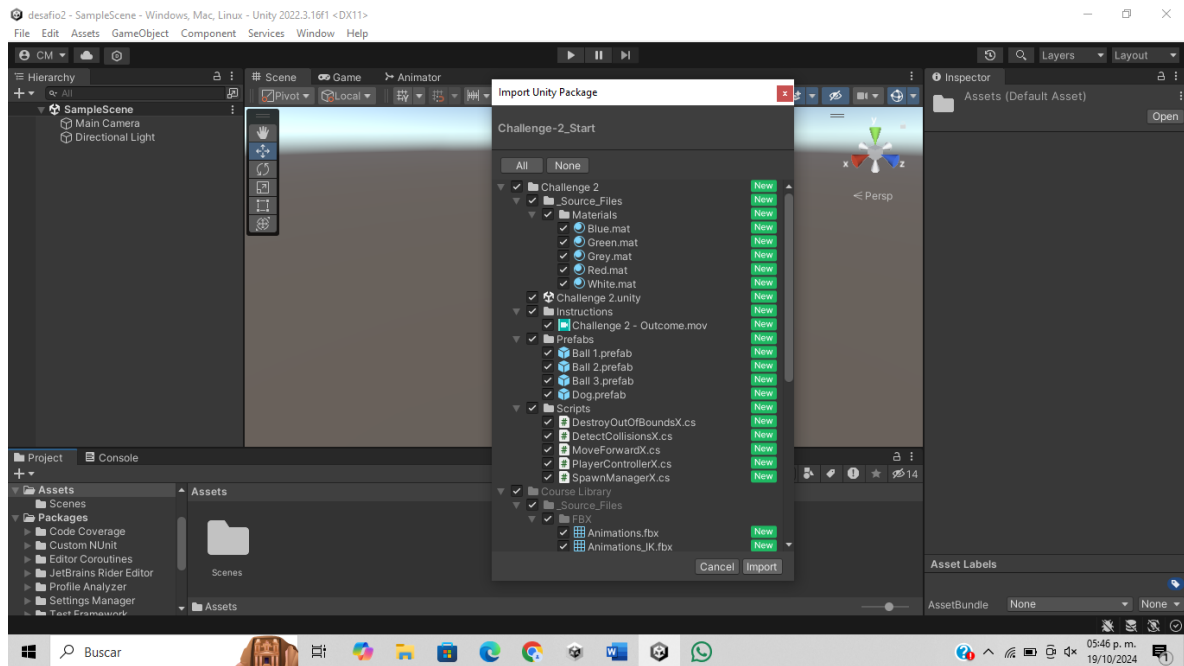 desafio2 - SampleScene - Windows, Mac, Linux - Unity 2022.3.16f1 <DX11>
File Edit Assets GameObject Component Services Window Help
CM
Layers
Layout
Hierarchy
Scene
Game
Animator
Inspector
All
Pivot
Local
SampleScene
Main Camera
Directional Light
Import Unity Package
x
Challenge-2_Start
All None
Challenge 2 New
_Source_Files New
Materials New
Blue.mat New
Green.mat New
Grey.mat New
Red.mat New
White.mat New
Challenge 2.unity New
Instructions New
Challenge 2 - Outcome.mov New
Prefabs New
Ball 1.prefab New
Ball 2.prefab New
Ball 3.prefab New
Dog.prefab New
Scripts New
DestroyOutOfBoundsX.cs New
DetectCollisionsX.cs New
MoveForwardX.cs New
PlayerControllerX.cs New
SpawnManagerX.cs New
Course Library
_Source_Files
FBX
Animations.fbx New
Animations_IK.fbx New
Cancel Import
y
x z
< Persp
Assets (Default Asset)
Open
Project
Console
14
Assets
Scenes
Packages
Code Coverage
Custom NUnit
Editor Coroutines
JetBrains Rider Editor
Profile Analyzer
Settings Manager
Test Framework
Assets
Scenes
Assets
Asset Labels
AssetBundle None None
Buscar
05:46 p. m.
19/10/2024
1